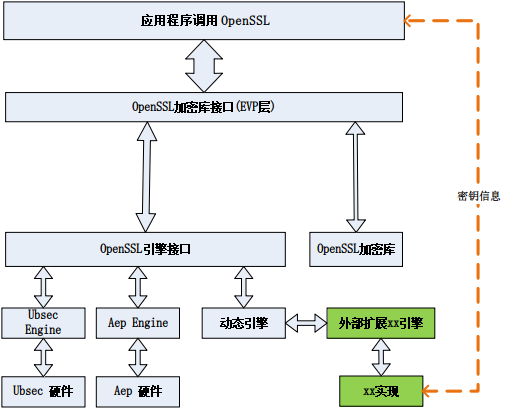 应用程序调用 OpenSSL
OpenSSL加密库接口(EVP层)
密钥信息
OpenSSL引擎接口
OpenSSL加密库
Ubsec
Engine
Aep Engine
动态引擎
外部扩展xx引擎
Ubsec 硬件
Aep 硬件
xx实现